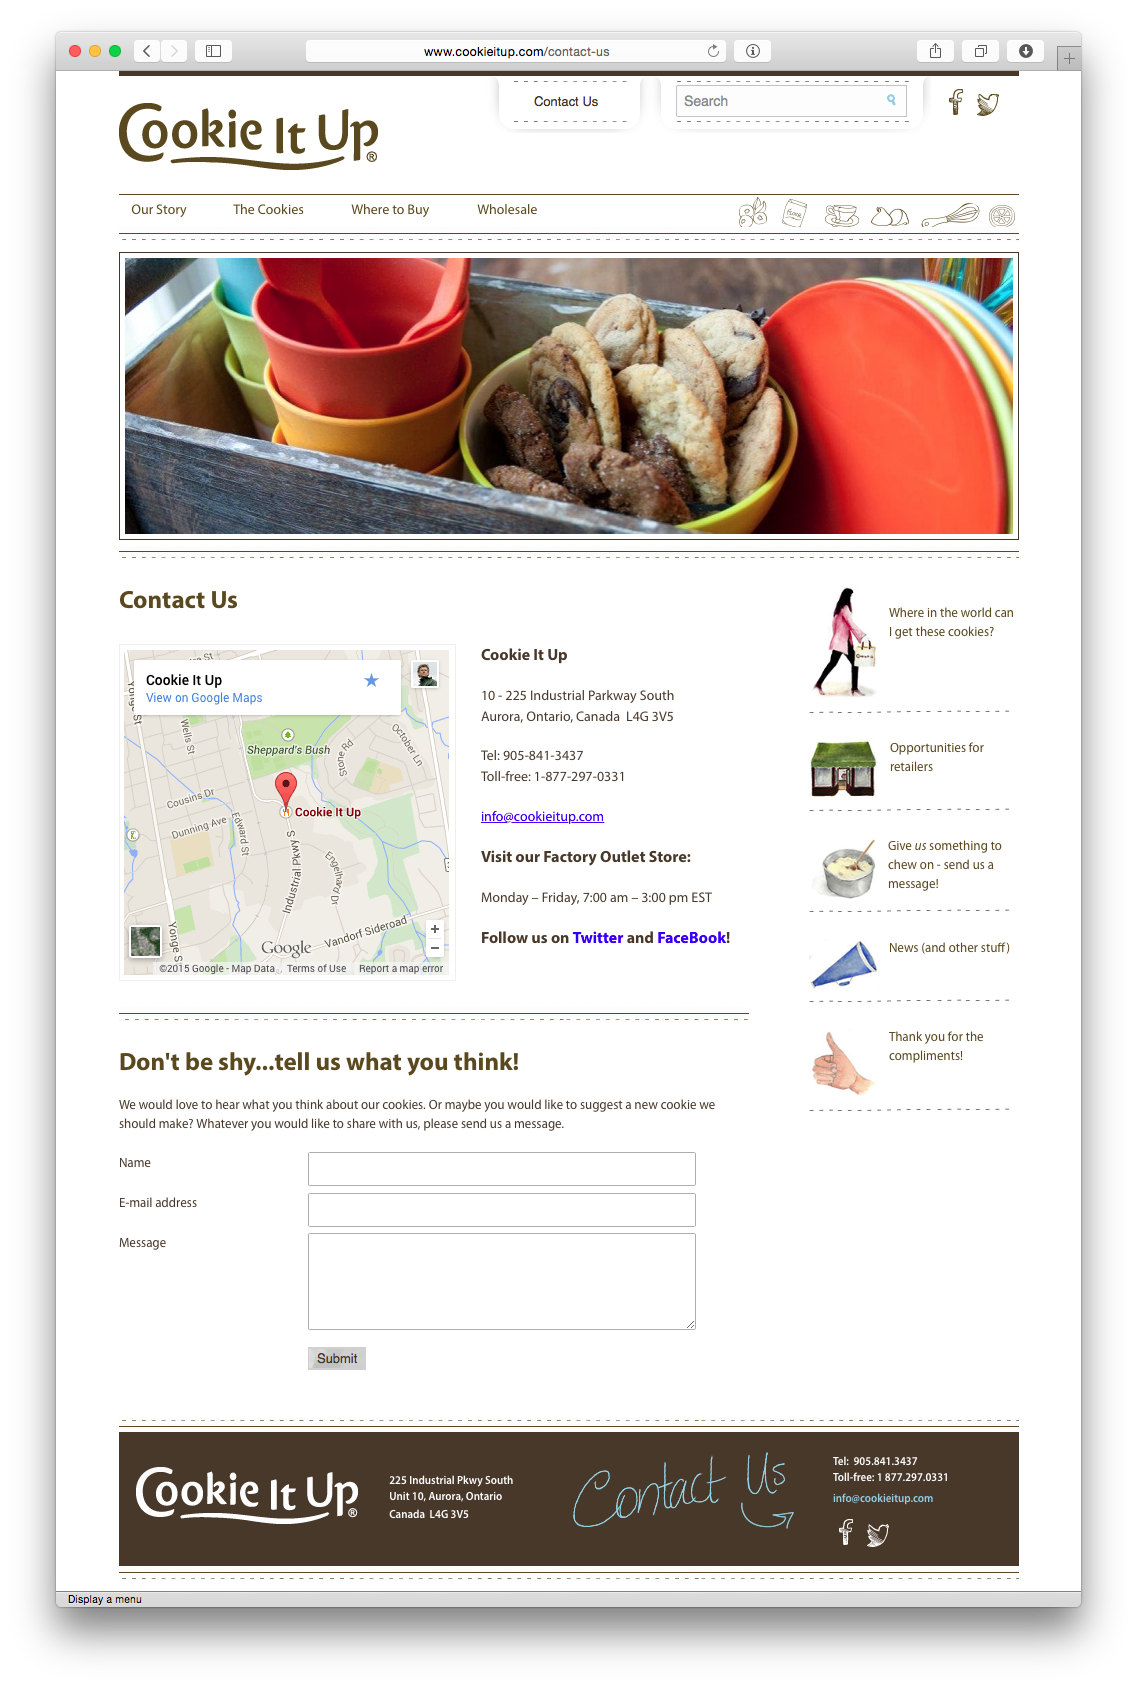 www.cookieitup.com/contact-us
Contact Us
Search
Cookie It Up®
Our Story The Cookies Where to Buy Wholesale
FLOUR
Contact Us
Cookie It Up
View on Google Maps
Yonge St
Wells St
Sheppard's Bush
Stone Rd
October Ln
Cousins Dr
Dunning Ave
Edward St
Cookie It Up
Industrial Pkwy S
Engelhard Dr
Vandorf Sideroad
Yonge S
Google
©2015 Google - Map Data Terms of Use Report a map error
Cookie It Up
10 - 225 Industrial Parkway South
Aurora, Ontario, Canada L4G 3V5
Tel: 905-841-3437
Toll-free: 1-877-297-0331
info@cookieitup.com
Visit our Factory Outlet Store:
Monday – Friday, 7:00 am – 3:00 pm EST
Follow us on Twitter and FaceBook!
Where in the world can
I get these cookies?
Opportunities for
retailers
Give us something to
chew on - send us a
message!
News (and other stuff)
Thank you for the
compliments!
Don't be shy...tell us what you think!
We would love to hear what you think about our cookies. Or maybe you would like to suggest a new cookie we
should make? Whatever you would like to share with us, please send us a message.
Name
E-mail address
Message
Submit
Cookie It Up®
225 Industrial Pkwy South
Unit 10, Aurora, Ontario
Canada L4G 3V5
Contact Us
Tel: 905.841.3437
Toll-free: 1 877.297.0331
info@cookieitup.com
Display a menu